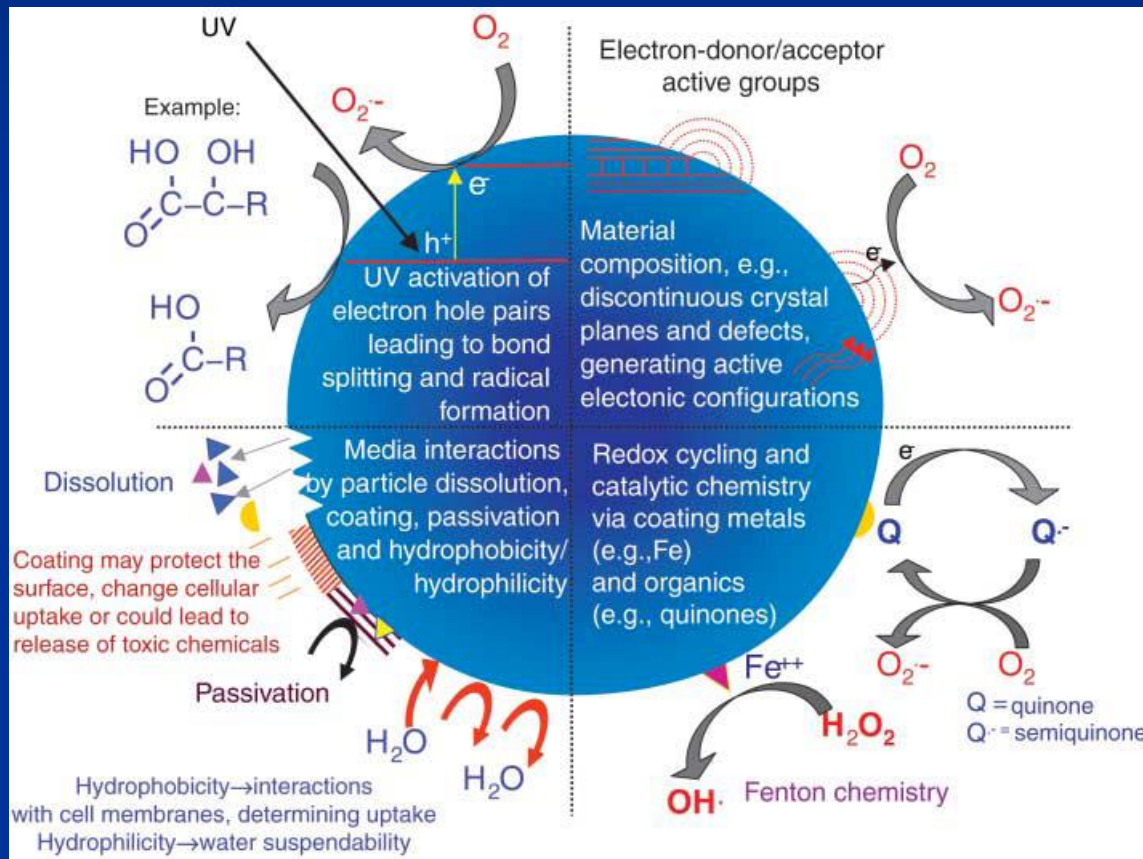 UV
O₂
O₂·-
Example:
HO OH
C–C–R
O
HO
C–R
O
e-
h+
UV activation of
electron hole pairs
leading to bond
splitting and radical
formation
Electron-donor/acceptor
active groups
O₂
e-
O₂·-
Material
composition, e.g.,
discontinuous crystal
planes and defects,
generating active
electonic configurations
Dissolution
Coating may protect the
surface, change cellular
uptake or could lead to
release of toxic chemicals
Passivation
H₂O
H₂O
Hydrophobicity→interactions
with cell membranes, determining uptake
Hydrophilicity→water suspendability
Media interactions
by particle dissolution,
coating, passivation
and hydrophobicity/
hydrophilicity
Redox cycling and
catalytic chemistry
via coating metals
(e.g.,Fe)
and organics
(e.g., quinones)
e-
Q
Q·-
O₂·-
O₂
Q = quinone
Q·- = semiquinone
Fe++
H₂O₂
OH·
Fenton chemistry